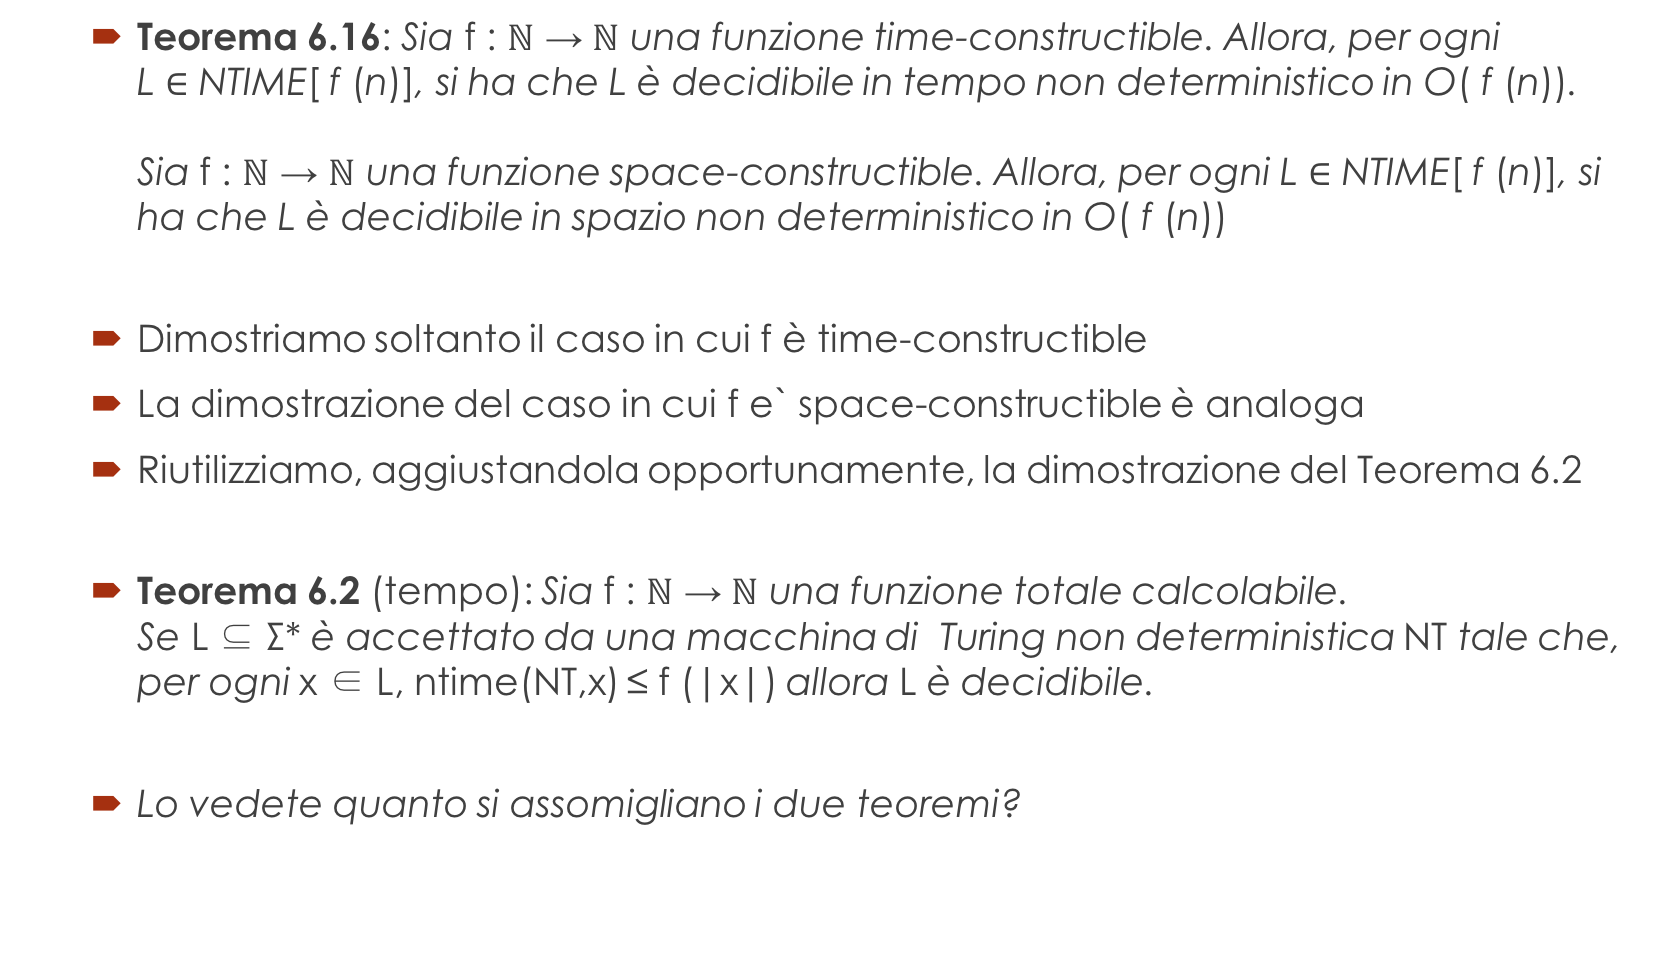 Teorema 6.16: Sia f : ℕ → ℕ una funzione time-constructible. Allora, per ogni
L ∈ NTIME[ f (n)], si ha che L è decidibile in tempo non deterministico in O( f (n)).
Sia f : ℕ → ℕ una funzione space-constructible. Allora, per ogni L ∈ NTIME[ f (n)], si
ha che L è decidibile in spazio non deterministico in O( f (n))
Dimostriamo soltanto il caso in cui f è time-constructible
La dimostrazione del caso in cui f e` space-constructible è analoga
Riutilizziamo, aggiustandola opportunamente, la dimostrazione del Teorema 6.2
Teorema 6.2 (tempo): Sia f : ℕ → ℕ una funzione totale calcolabile.
Se L ⊆ Σ* è accettato da una macchina di Turing non deterministica NT tale che,
per ogni x ∈ L, ntime(NT,x) ≤ f (|x|) allora L è decidibile.
Lo vedete quanto si assomigliano i due teoremi?